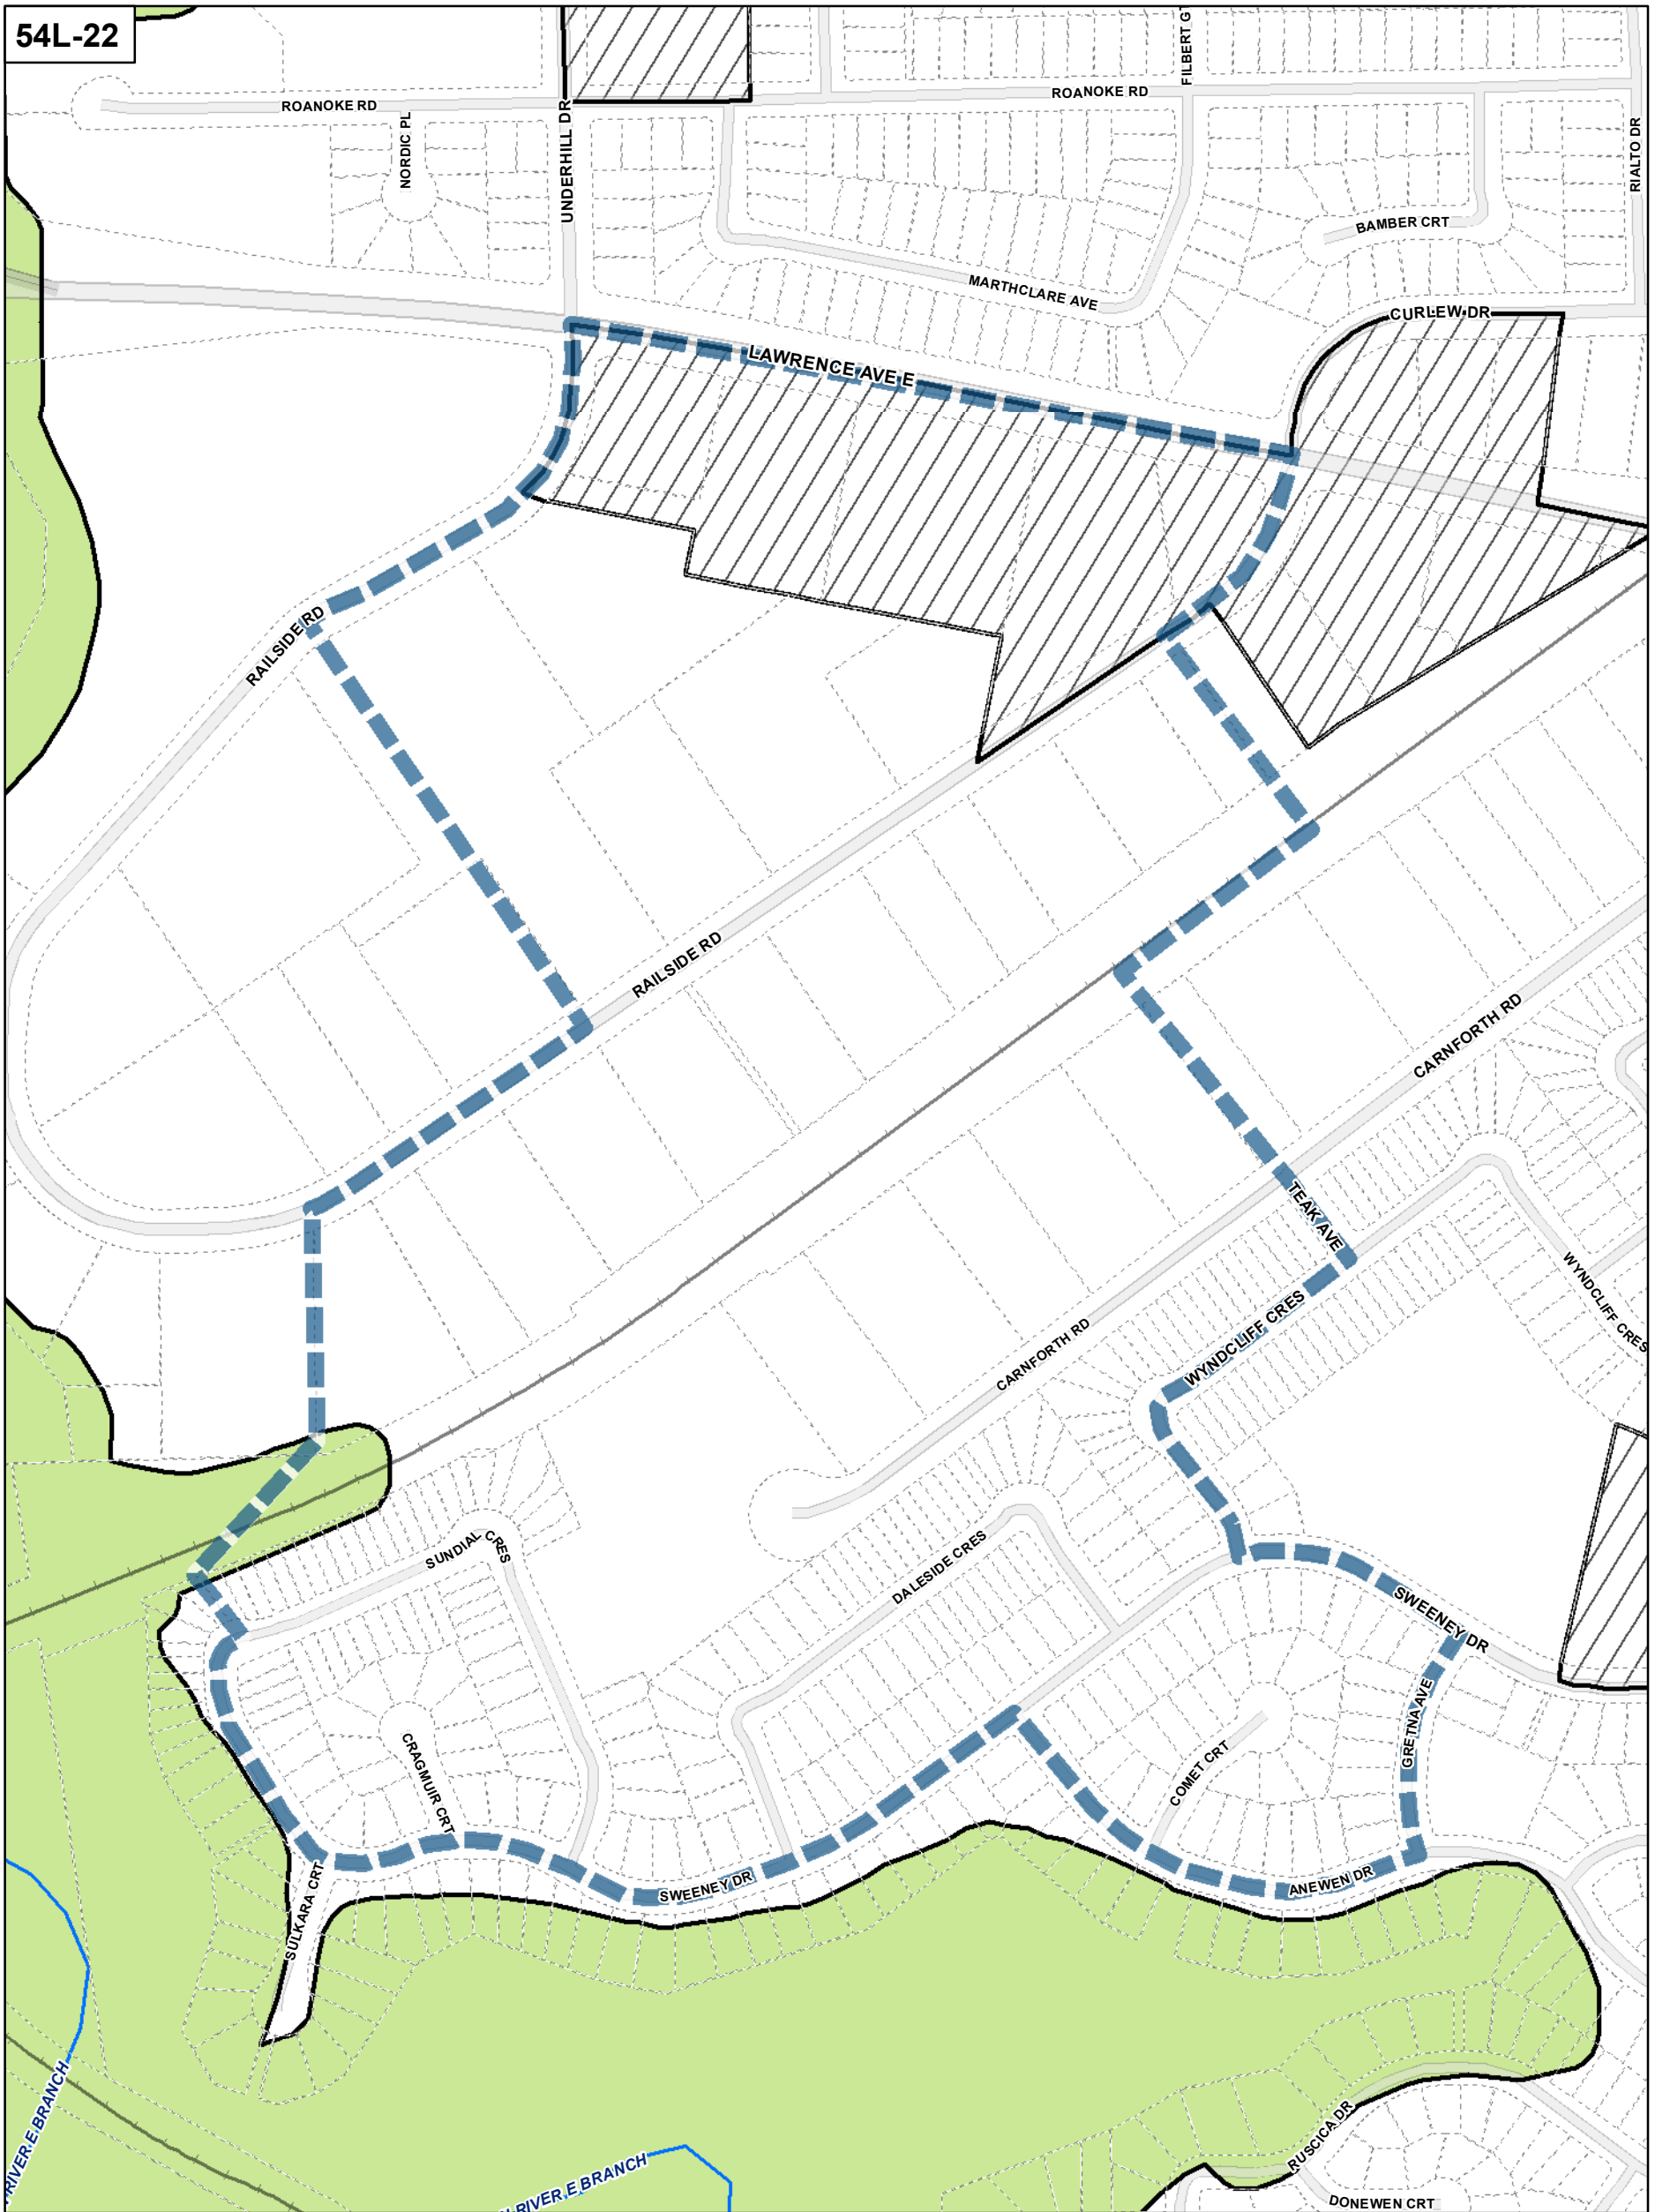 54L-22
FILBERT G
ROANOKE RD
ROANOKE RD
NORDIC PL
UNDERHILL DR
RIALTO DR
BAMBER CRT
MARTHCLARE AVE
CURLEW DR
LAWRENCE AVE E
RAILSIDE RD
RAILSIDE RD
CARNFORTH RD
TEAK AVE
WYNDCLIFF CRES
WYNDCLIFF CRES
CARNFORTH RD
SUNDIAL CRES
DALESIDE CRES
SWEENEY DR
GRETNA AVE
CRAGMUIR CRT
COMET CRT
SWEENEY DR
ANEWEN DR
SULKARA CRT
RIVER E BRANCH
RIVER E BRANCH
RUSCICA DR
DONEWEN CRT